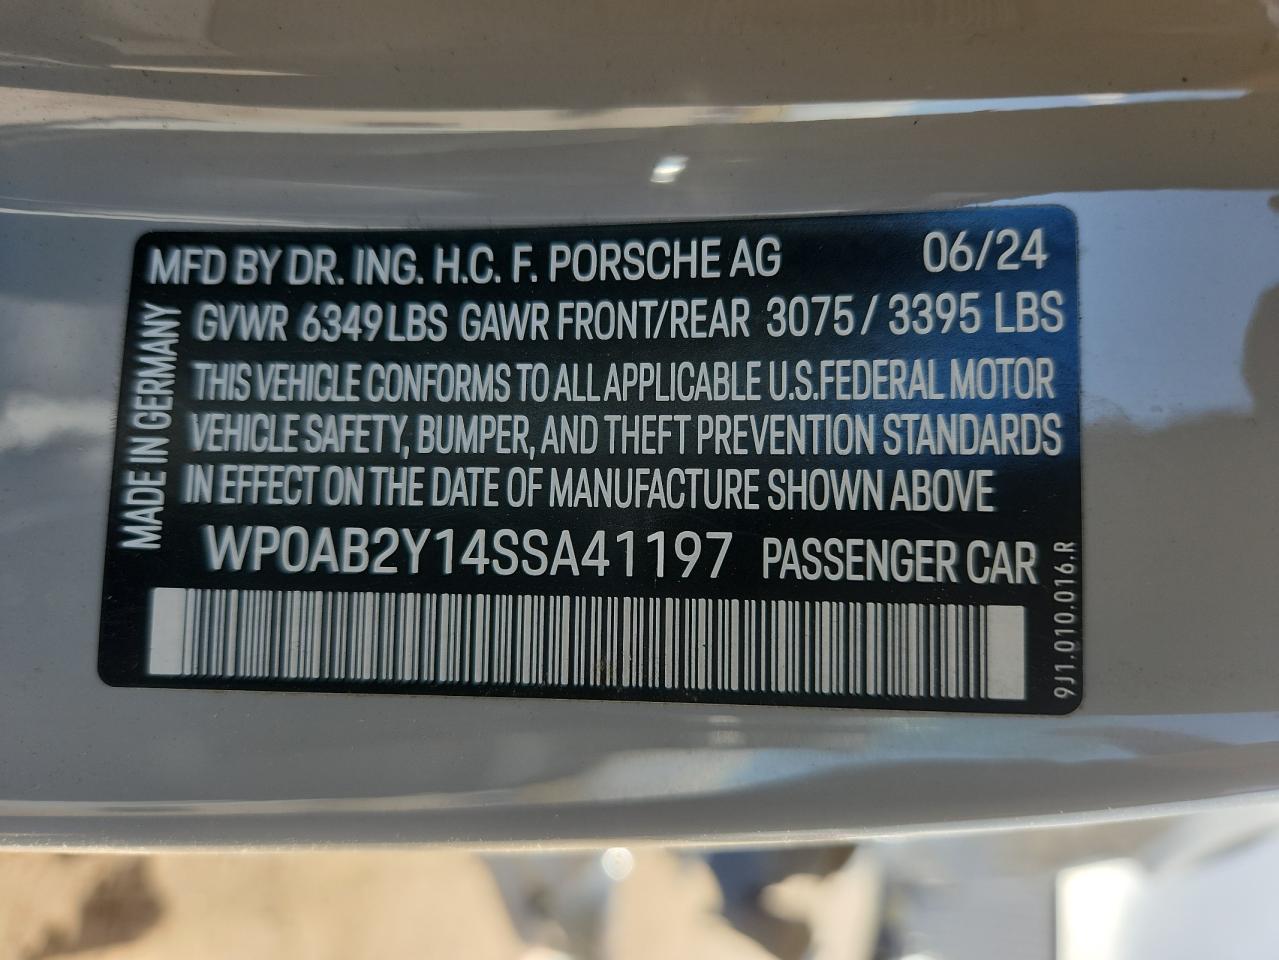 MFD BY DR. ING. H.C. F. PORSCHE AG 06/24
GVWR 6349 LBS GAWR FRONT/REAR 3075 / 3395 LBS
THIS VEHICLE CONFORMS TO ALL APPLICABLE U.S.FEDERAL MOTOR
VEHICLE SAFETY, BUMPER, AND THEFT PREVENTION STANDARDS
IN EFFECT ON THE DATE OF MANUFACTURE SHOWN ABOVE
WP0AB2Y14SSA41197 PASSENGER CAR
MADE IN GERMANY
9J1.010.016.R